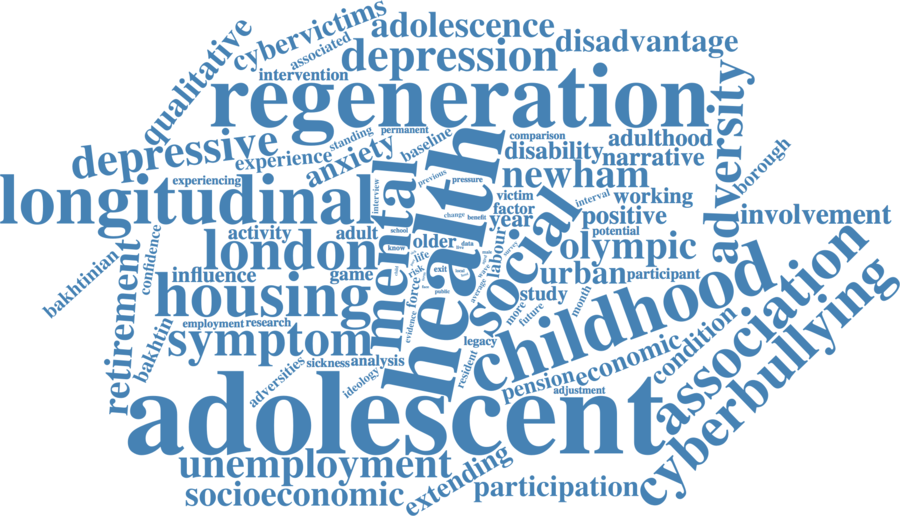 cybervictims
adolescence
qualitative
associated
depression
disadvantage
intervention
regeneration
adversity
depressive
standing
permanent
baseline
comparison
adulthood
experience
anxiety
disability
narrative
borough
longitudinal
experiencing
mental
health
interview
previous
pressure
newham
victim
interval
working
factor
year
positive
involvement
activity
adult
school
change
benefit
social
potential
london
know
older
live
data
labour
survey
olympic
bakhtinian
confidence
retirement
influence
game
life
risk
exit
urban
participant
childhood
association
housing
force
public
average
wave
study
month
more
future
bakhtin
employment
research
evidence
symptom
legacy
condition
cyberbullying
adversities
sickness
analysis
ideology
resident
pension
economic
adjustment
adolescent
unemployment
socioeconomic
extending
participation